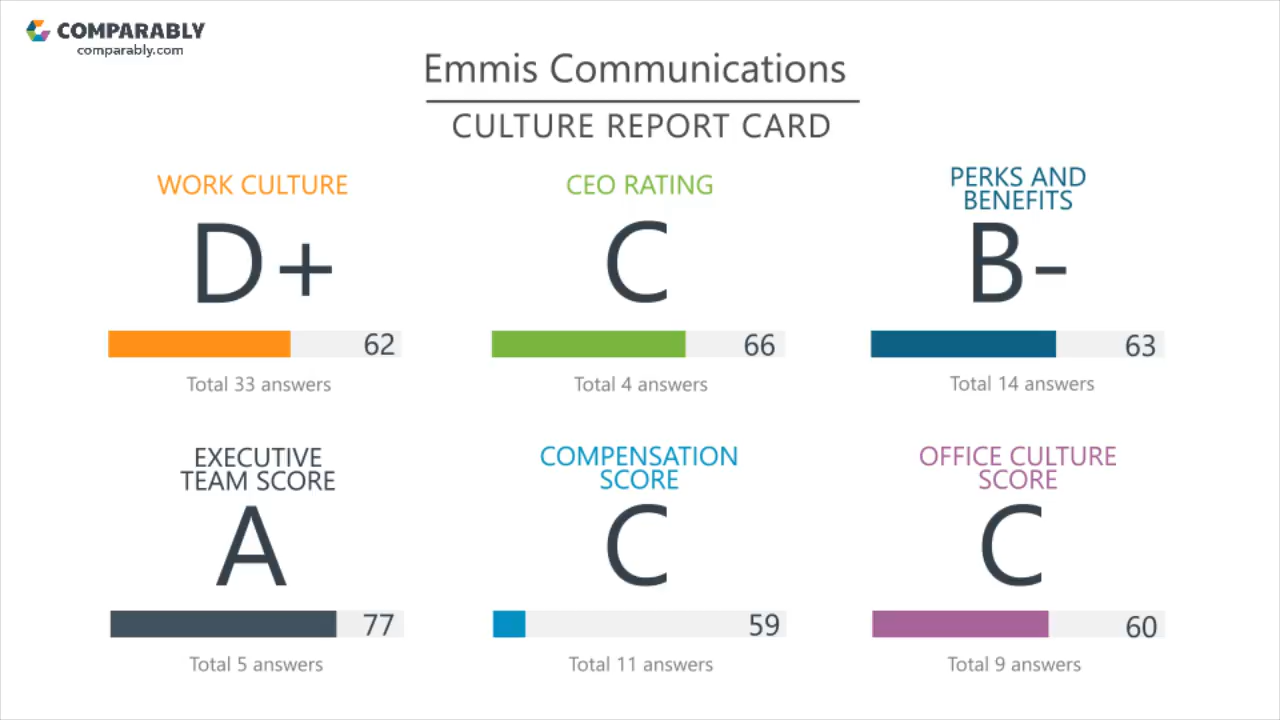 COMPARABLY
comparably.com
Emmis Communications
CULTURE REPORT CARD
WORK CULTURE
D+
62
Total 33 answers
CEO RATING
C
66
Total 4 answers
PERKS AND
BENEFITS
B-
63
Total 14 answers
EXECUTIVE
TEAM SCORE
A
77
Total 5 answers
COMPENSATION
SCORE
C
59
Total 11 answers
OFFICE CULTURE
SCORE
C
60
Total 9 answers